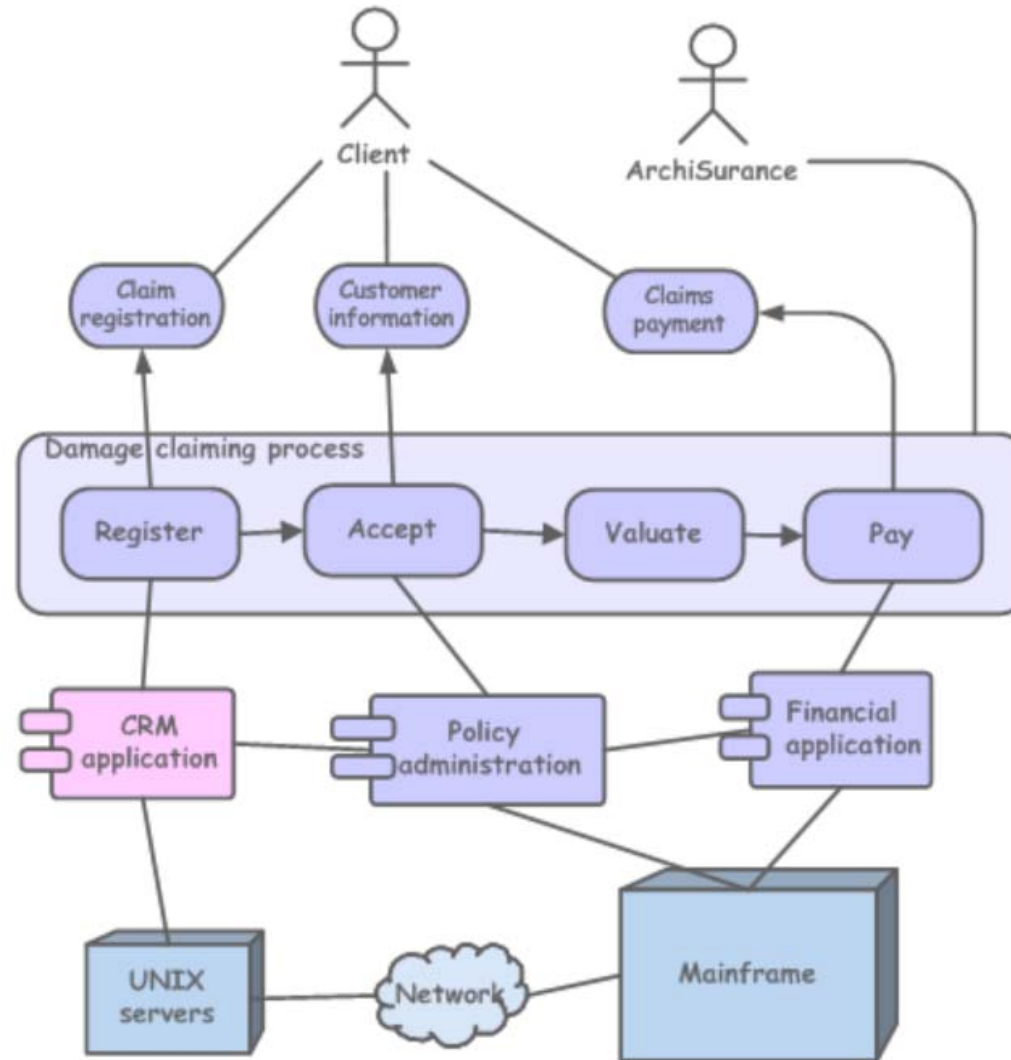 Client
ArchiSurance
Claim
registration
Customer
information
Claims
payment
Damage claiming process
Register
Accept
Valuate
Pay
CRM
application
Policy
administration
Financial
application
UNIX
servers
Network
Mainframe